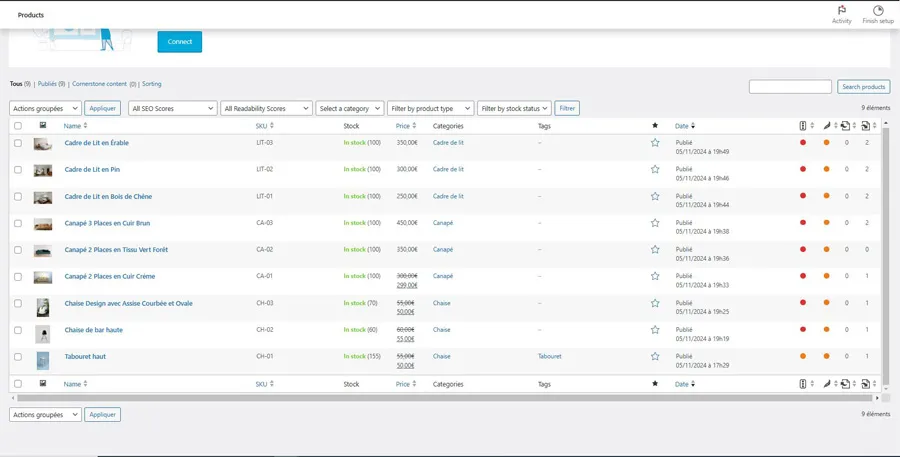 Products
Activity
Finish setup
Connect
Tous (9) | Publiés (9) | Cornerstone content (0) | Sorting
Search products
Actions groupées Appliquer All SEO Scores All Readability Scores Select a category Filter by product type Filter by stock status Filtrer 9 éléments
Name SKU Stock Price Categories Tags Date
Cadre de Lit en Érable LIT-03 In stock (100) 350,00€ Cadre de lit – Publié
05/11/2024 à 19h49 0 2
Cadre de Lit en Pin LIT-02 In stock (100) 300,00€ Cadre de lit – Publié
05/11/2024 à 19h46 0 2
Cadre de Lit en Bois de Chêne LIT-01 In stock (100) 250,00€ Cadre de lit – Publié
05/11/2024 à 19h44 0 2
Canapé 3 Places en Cuir Brun CA-03 In stock (100) 450,00€ Canapé – Publié
05/11/2024 à 19h38 0 2
Canapé 2 Places en Tissu Vert Forêt CA-02 In stock (100) 350,00€ Canapé – Publié
05/11/2024 à 19h36 0 0
Canapé 2 Places en Cuir Crème CA-01 In stock (100) 308,00€ Canapé – Publié
299,00€ 05/11/2024 à 19h33 0 1
Chaise Design avec Assise Courbée et Ovale CH-03 In stock (70) 55,00€ Chaise – Publié
50,00€ 05/11/2024 à 19h25 0 1
Chaise de bar haute CH-02 In stock (60) 60,00€ Chaise – Publié
55,00€ 05/11/2024 à 19h19 0 1
Tabouret haut CH-01 In stock (155) 55,00€ Chaise Tabouret Publié
50,00€ 05/11/2024 à 17h29 0 1
Name SKU Stock Price Categories Tags Date
Actions groupées Appliquer 9 éléments